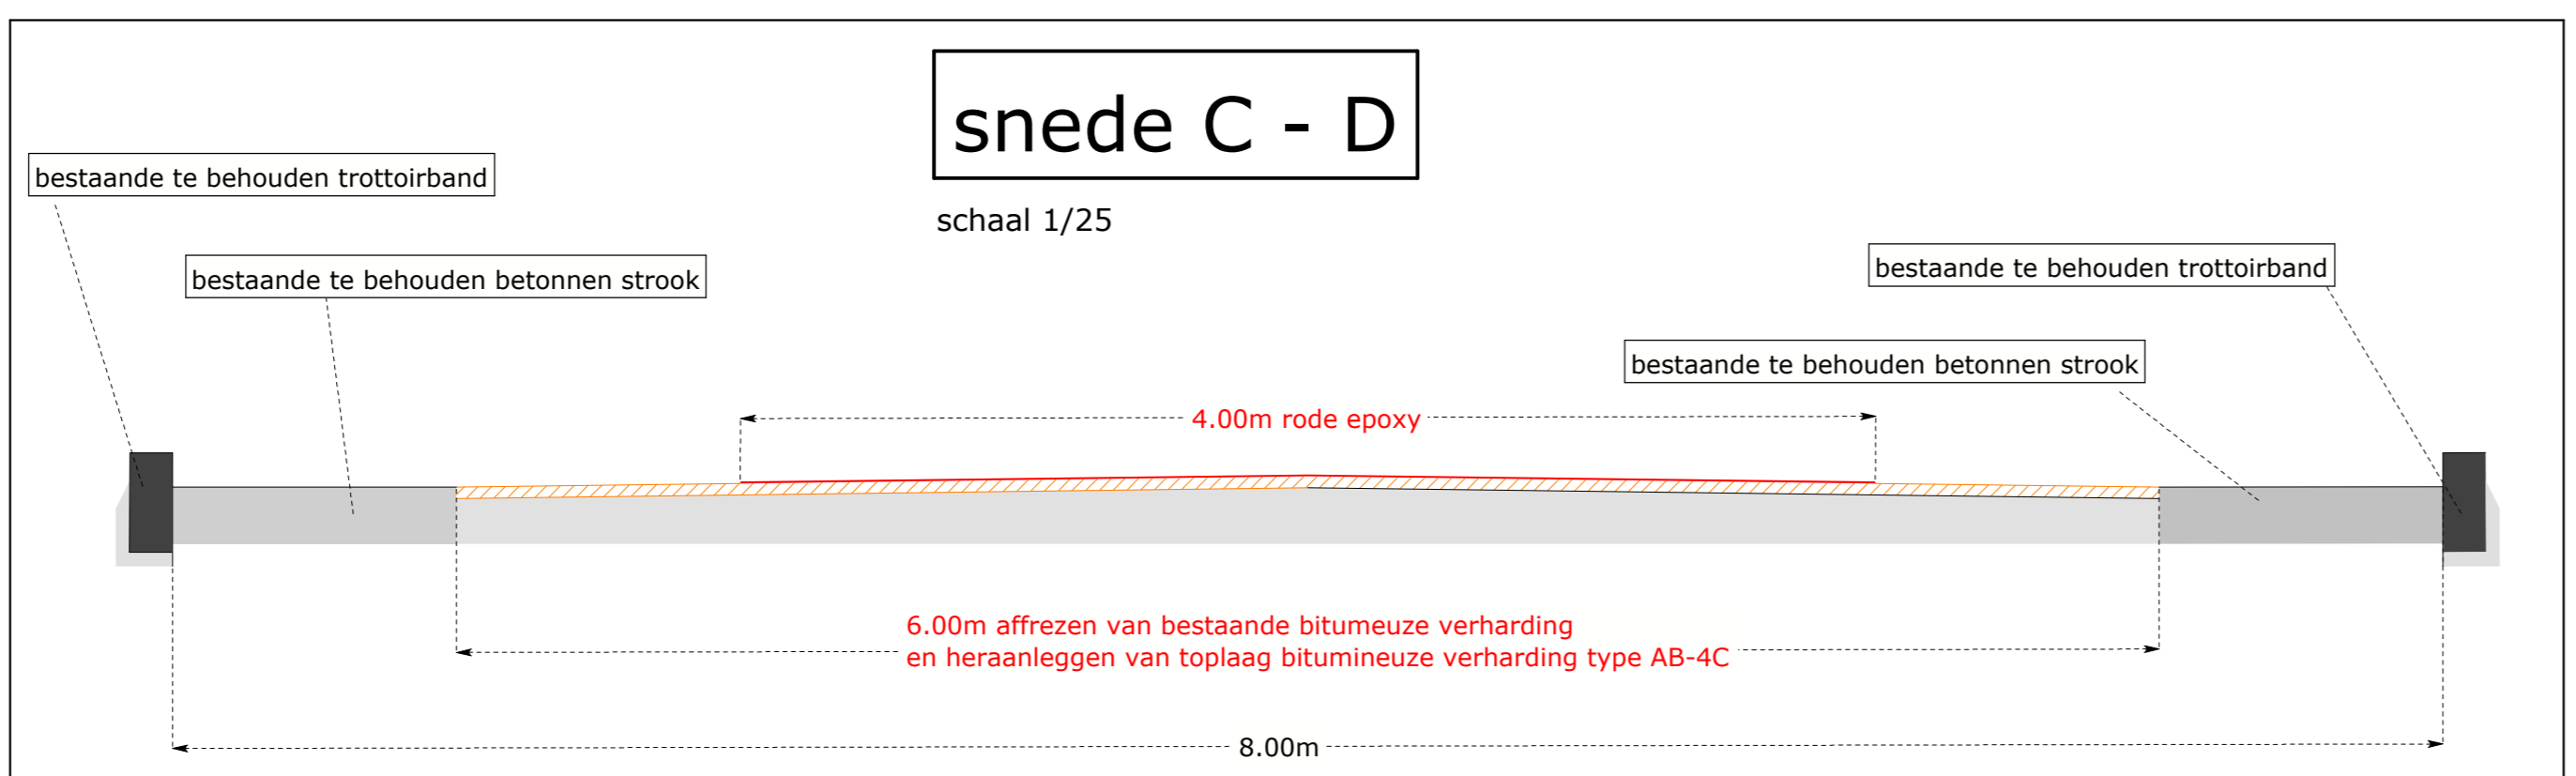 snede C - D
schaal 1/25
bestaande te behouden trottoirband
bestaande te behouden betonnen strook
bestaande te behouden trottoirband
bestaande te behouden betonnen strook
4.00m rode epoxy
6.00m affrezen van bestaande bitumeuze verharding
en heraanleggen van toplaag bitumineuze verharding type AB-4C
8.00m